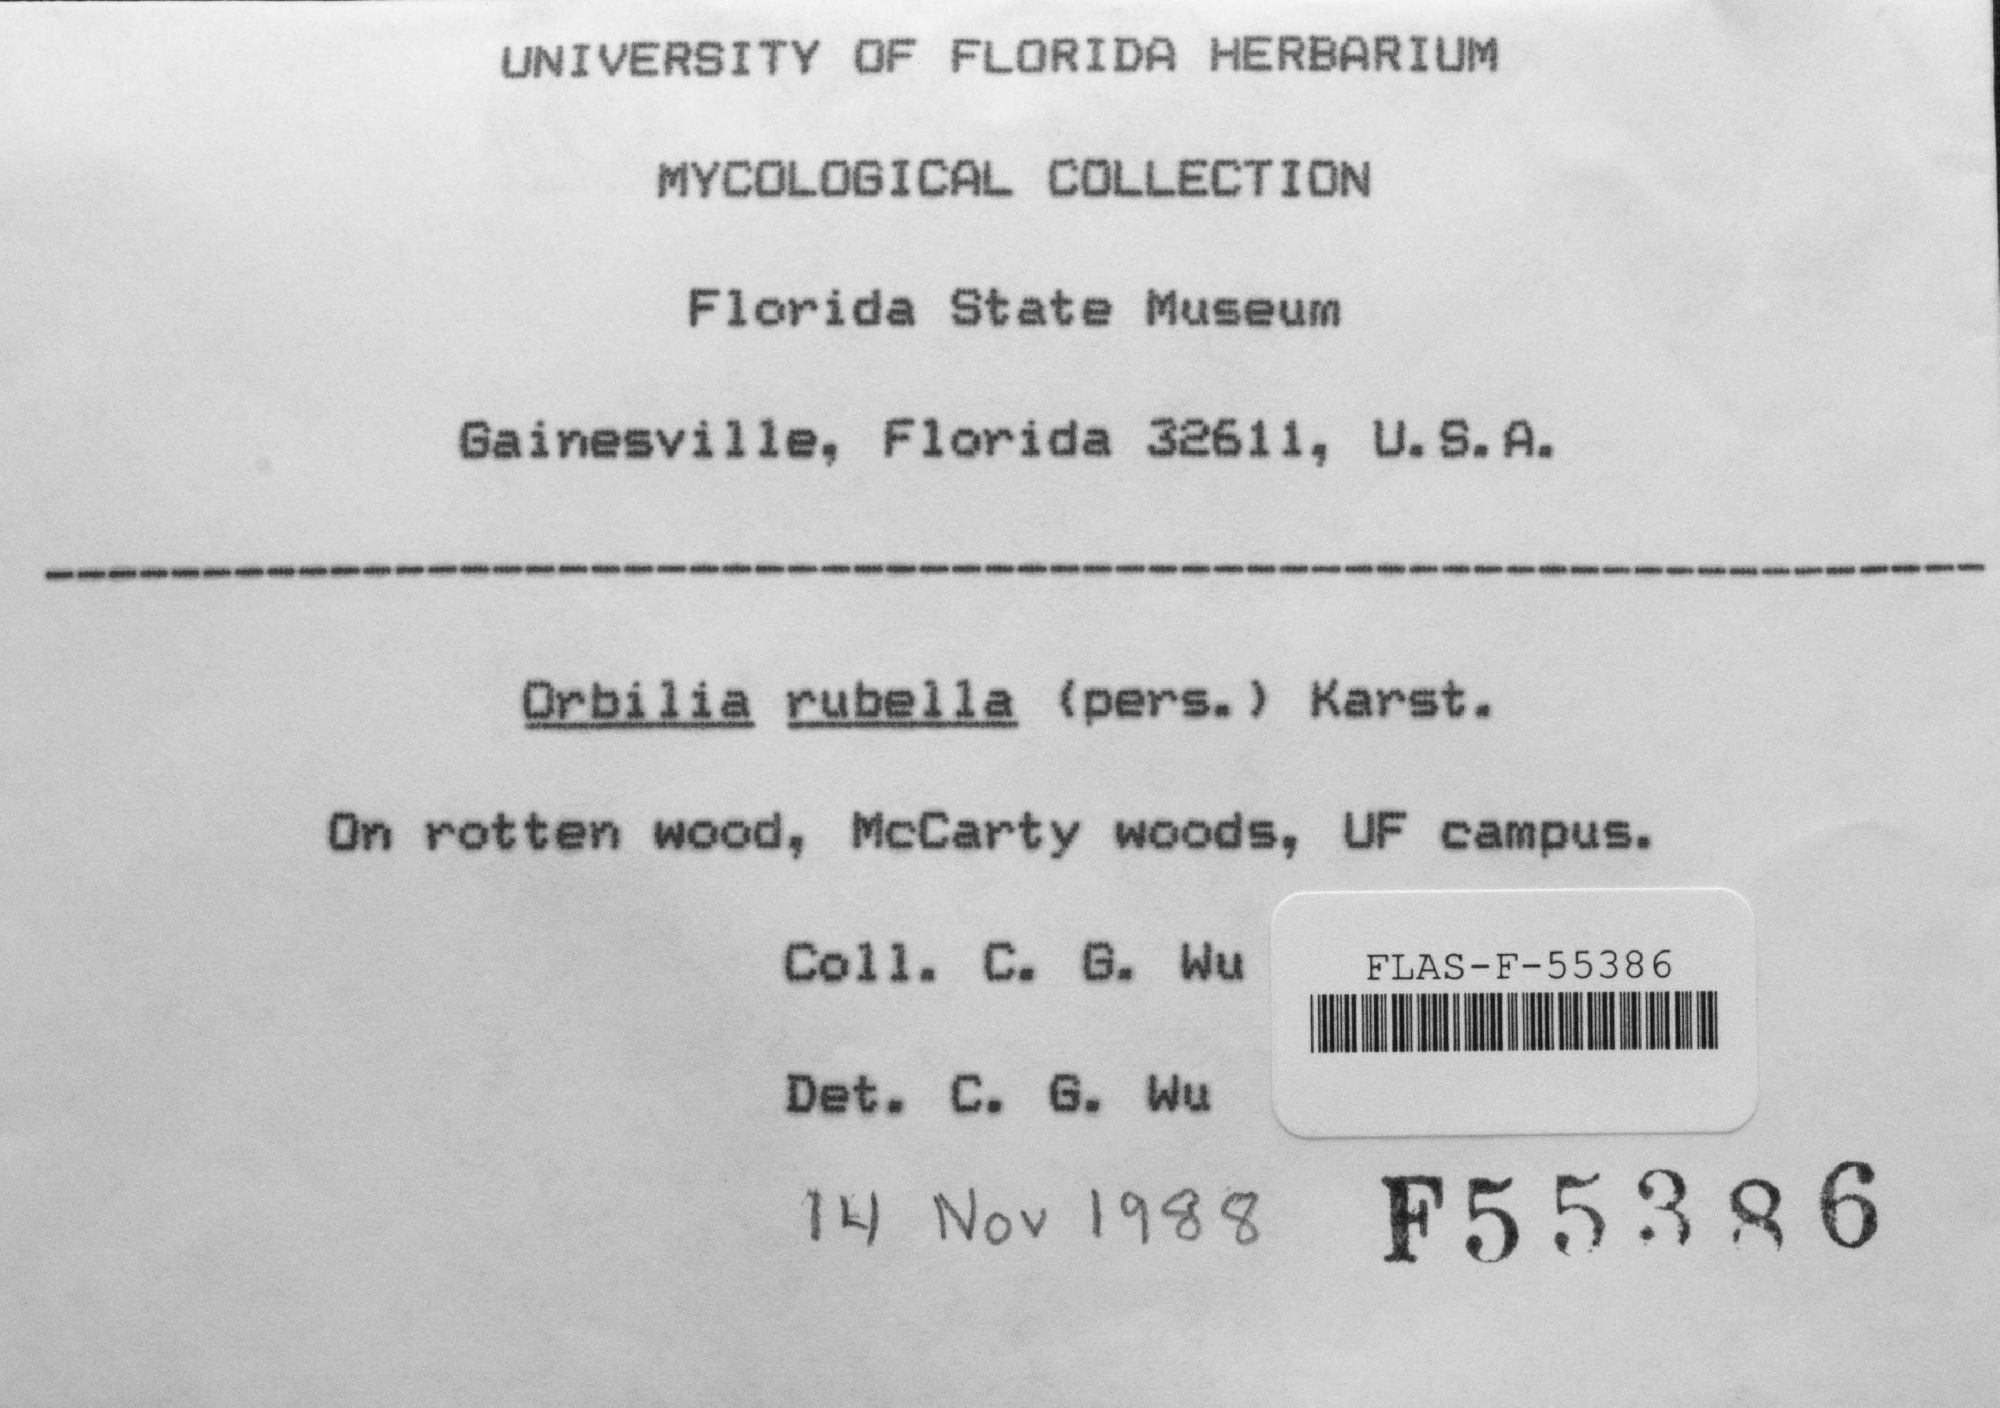 UNIVERSITY OF FLORIDA HERBARIUM
MYCOLOGICAL COLLECTION
Florida State Museum
Gainesville, Florida 32611, U.S.A.
Orbilia rubella (pers.) Karst.
On rotten wood, McCarty woods, UF campus.
Coll. C. G. Wu
FLAS-F-55386
Det. C. G. Wu
14 Nov 1988
F55386